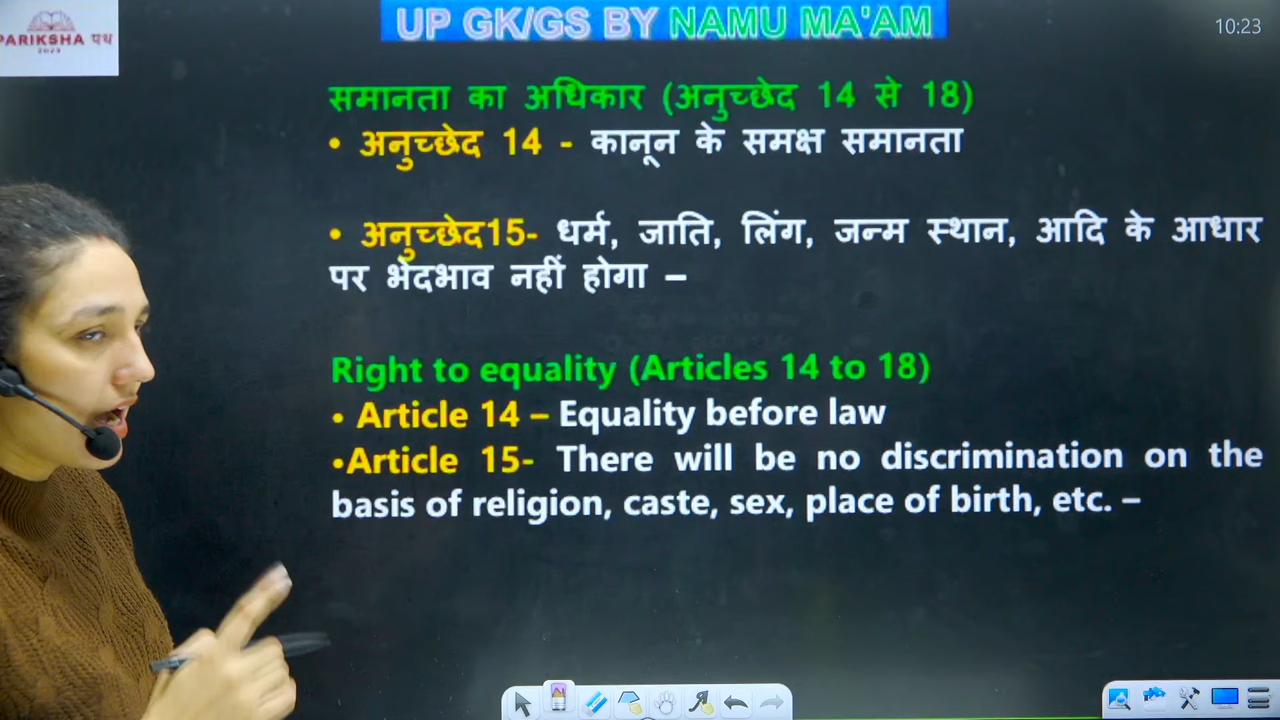 UP GK/GS BY NAMU MA'AM
10:23
PARIKSHA पथ
2023
समानता का अधिकार (अनुच्छेद 14 से 18)
• अनुच्छेद 14 - कानून के समक्ष समानता
• अनुच्छेद15- धर्म, जाति, लिंग, जन्म स्थान, आदि के आधार
पर भेदभाव नहीं होगा –
Right to equality (Articles 14 to 18)
• Article 14 – Equality before law
•Article 15- There will be no discrimination on the
basis of religion, caste, sex, place of birth, etc. –